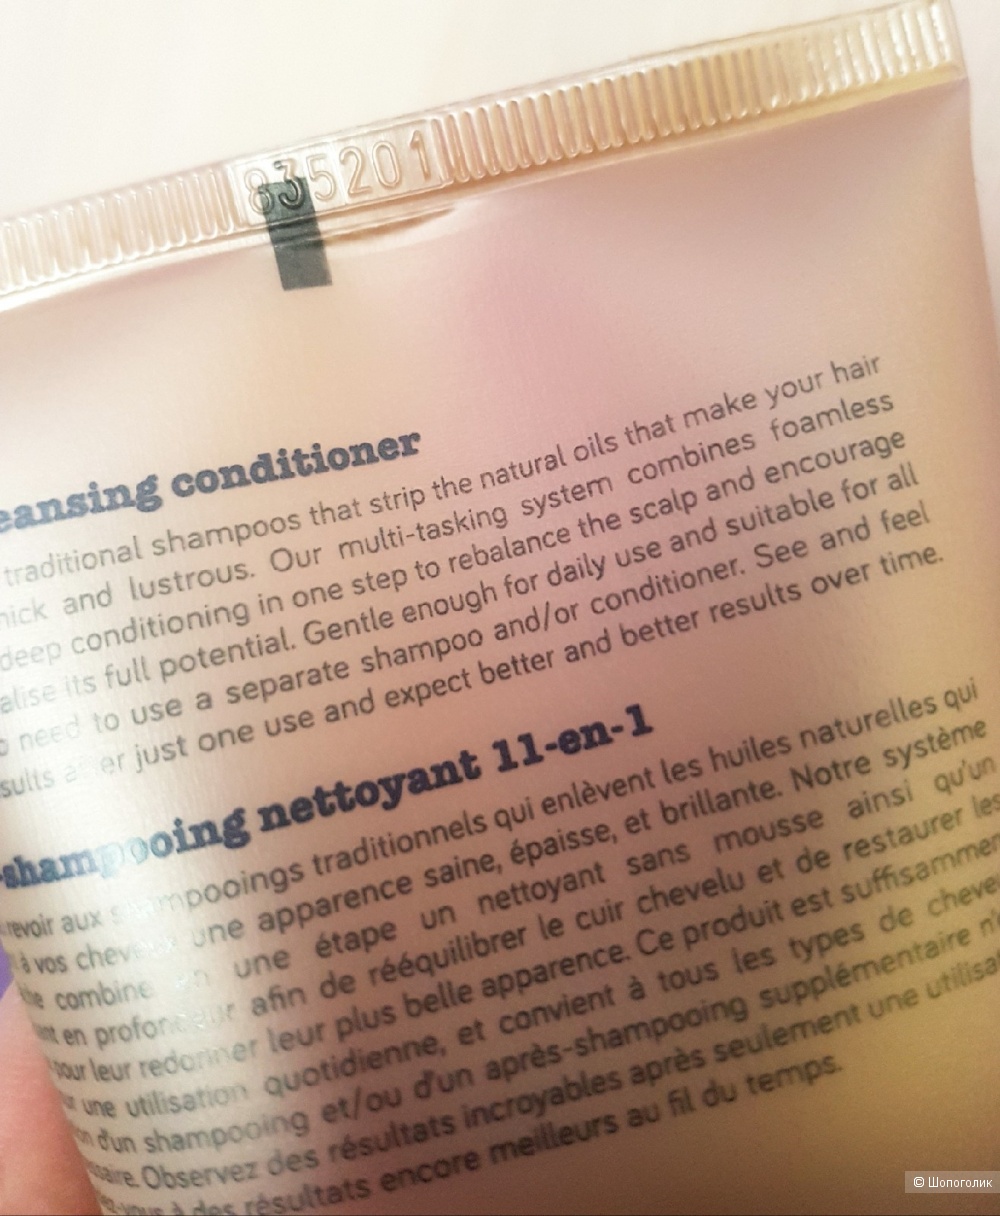 835201
eansing conditioner
traditional shampoos that strip the natural oils that make your hair
hick and lustrous. Our multi-tasking system combines foamless
deep conditioning in one step to rebalance the scalp and encourage
alise its full potential. Gentle enough for daily use and suitable for all
need to use a separate shampoo and/or conditioner. See and feel
sults just one use and expect better and better results over time.
-shampooing nettoyant 11-en-1
revoir aux traditionnels qui enlèvent les huiles naturelles qui
à vos une apparence saine, épaisse, et brillante. Notre système
combine une étape un nettoyant sans mousse ainsi qu'un
en afin de rééquilibrer le cuir chevelu et de restaurer les
pour leur redonner leur plus belle apparence. Ce produit est suffisammen
une utilisation quotidienne, et convient à tous les types de cheve
d'un shampooing et/ou d'un après-shampooing supplémentaire n'
saire. Observez des résultats incroyables après seulement une utilisat
-vous à des résultats encore meilleurs au fil du temps.
© Шопоголик